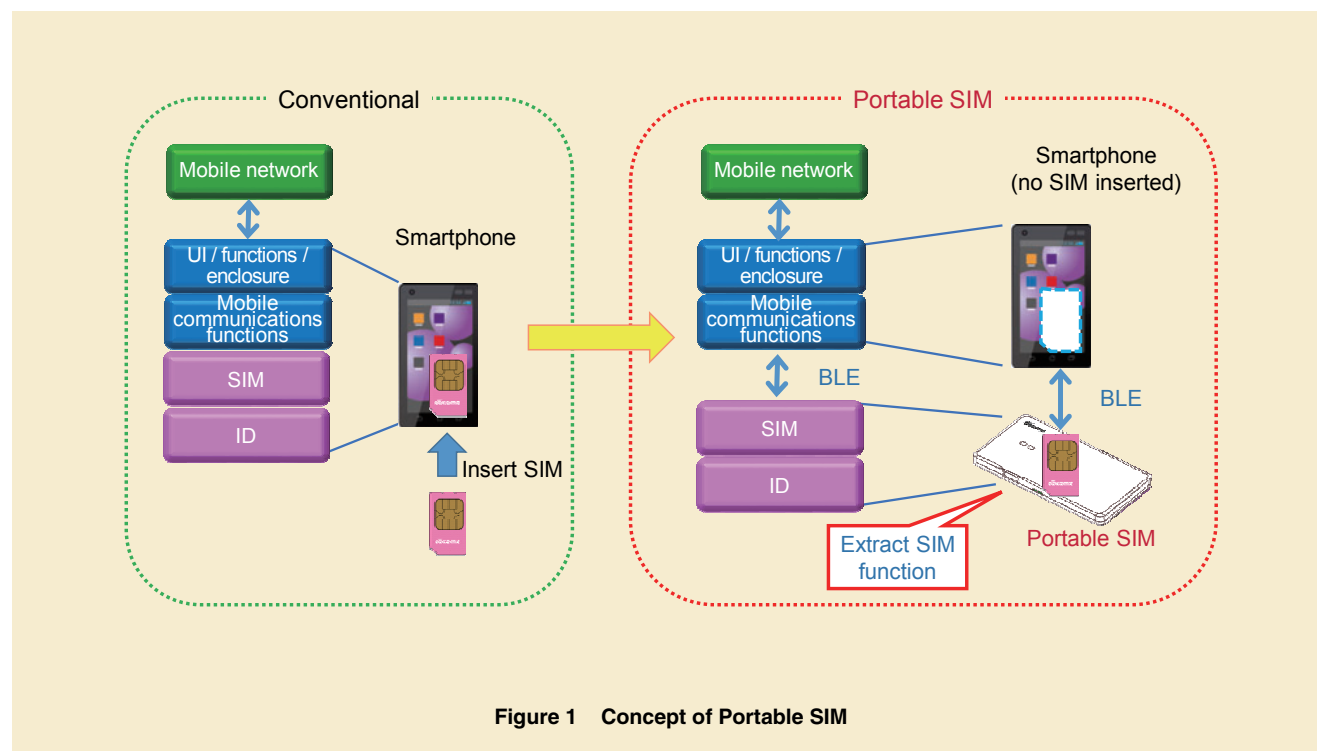 Conventional
Mobile network
UI / functions /
enclosure
Mobile
communications
functions
SIM
ID
Smartphone
Insert SIM
Portable SIM
Mobile network
UI / functions /
enclosure
Mobile
communications
functions
BLE
SIM
ID
Smartphone
(no SIM inserted)
BLE
Portable SIM
Extract SIM
function
Figure 1 Concept of Portable SIM